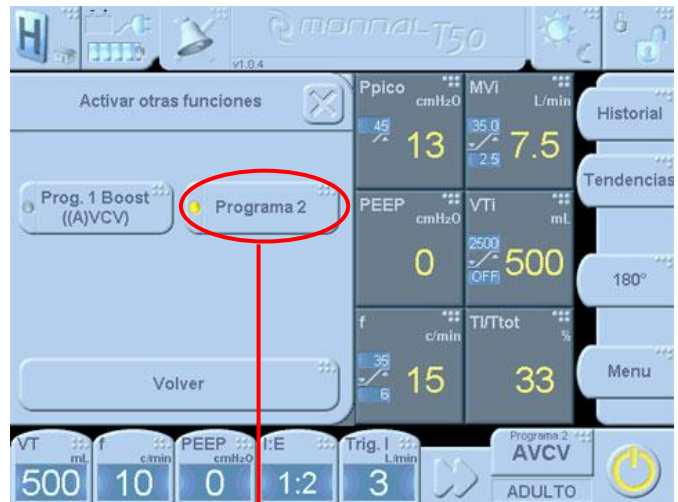 H
monnal-T50
v1.0.4
Activar otras funciones
Prog. 1 Boost
((A)VCV)
Programa 2
Volver
Ppico
cmH2O
45
13
MVi
L/min
35.0
2.5
7.5
PEEP
cmH2O
0
VTi
mL
2500
OFF
500
f
c/min
35
6
15
TI/Ttot
%
33
Historial
Tendencias
180°
Menu
VT
mL
500
f
c/min
10
PEEP
cmH2O
0
I:E
1:2
Trig. I
L/min
3
Programa 2
AVCV
ADULTO